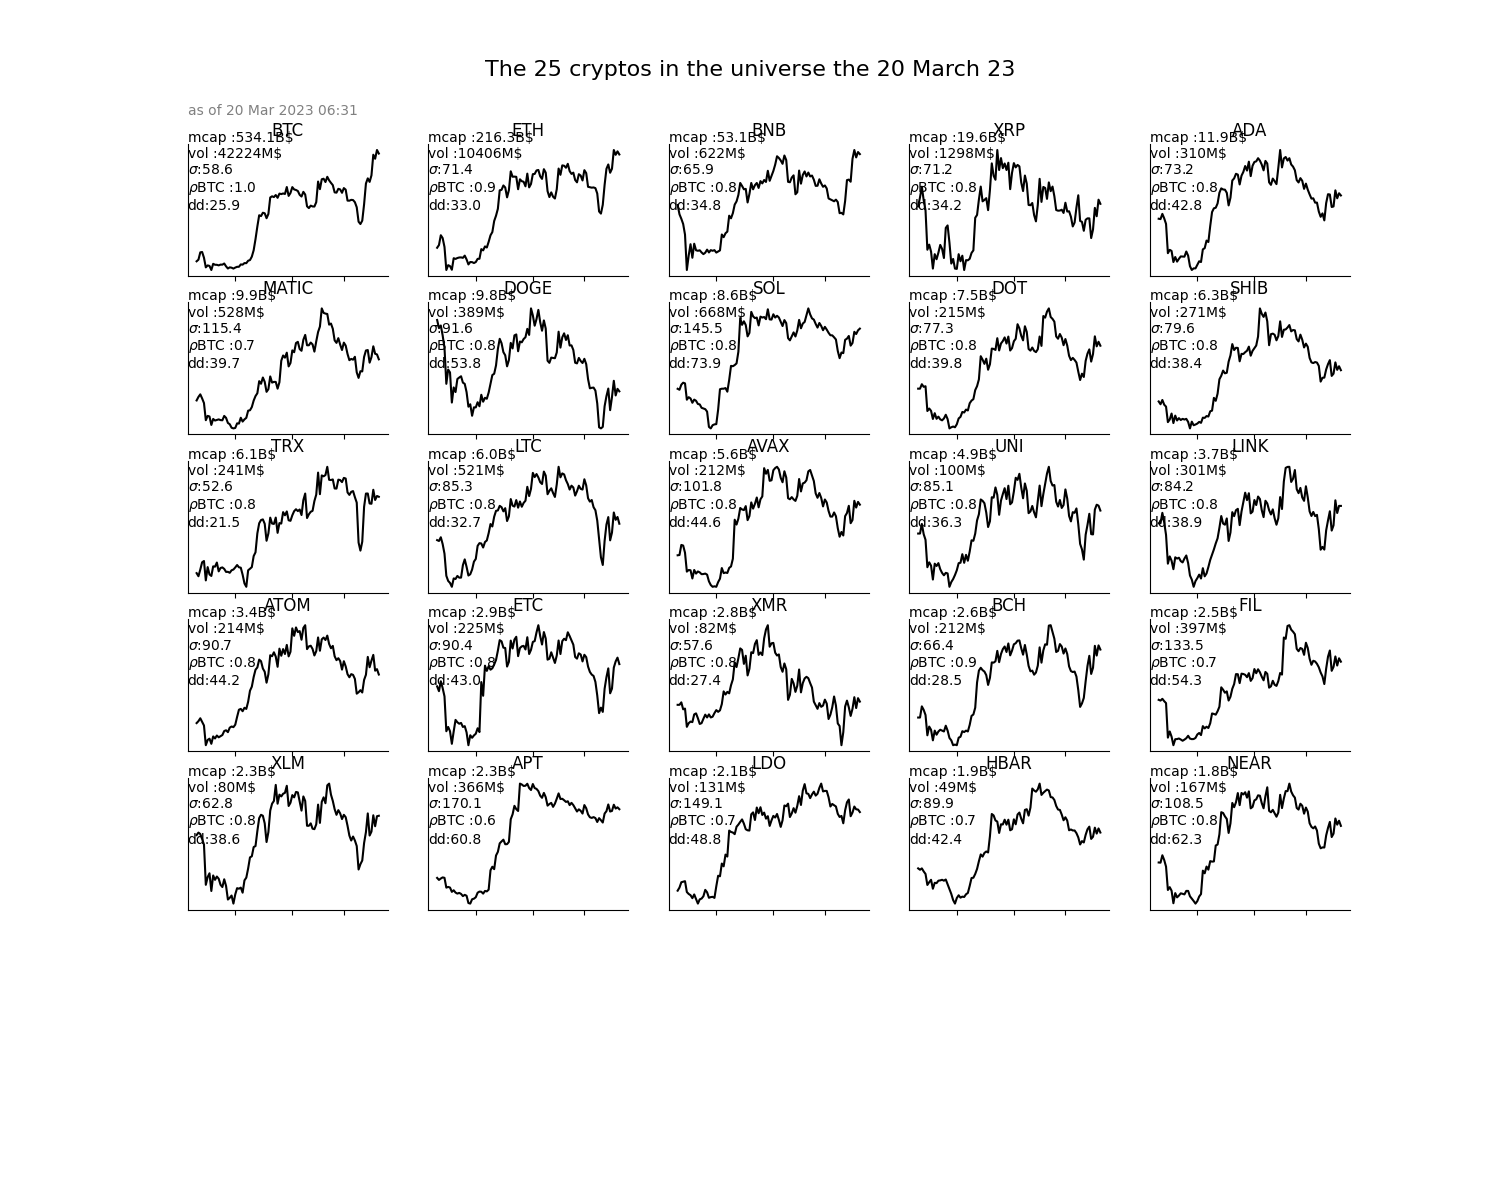 The 25 cryptos in the universe the 20 March 23
as of 20 Mar 2023 06:31
BTC
mcap :534.1B$
vol :42224M$
σ:58.6
ρBTC :1.0
dd:25.9
ETH
mcap :216.3B$
vol :10406M$
σ:71.4
ρBTC :0.9
dd:33.0
BNB
mcap :53.1B$
vol :622M$
σ:65.9
ρBTC :0.8
dd:34.8
XRP
mcap :19.6B$
vol :1298M$
σ:71.2
ρBTC :0.8
dd:34.2
ADA
mcap :11.9B$
vol :310M$
σ:73.2
ρBTC :0.8
dd:42.8
MATIC
mcap :9.9B$
vol :528M$
σ:115.4
ρBTC :0.7
dd:39.7
DOGE
mcap :9.8B$
vol :389M$
σ:91.6
ρBTC :0.8
dd:53.8
SOL
mcap :8.6B$
vol :668M$
σ:145.5
ρBTC :0.8
dd:73.9
DOT
mcap :7.5B$
vol :215M$
σ:77.3
ρBTC :0.8
dd:39.8
SHIB
mcap :6.3B$
vol :271M$
σ:79.6
ρBTC :0.8
dd:38.4
TRX
mcap :6.1B$
vol :241M$
σ:52.6
ρBTC :0.8
dd:21.5
LTC
mcap :6.0B$
vol :521M$
σ:85.3
ρBTC :0.8
dd:32.7
AVAX
mcap :5.6B$
vol :212M$
σ:101.8
ρBTC :0.8
dd:44.6
UNI
mcap :4.9B$
vol :100M$
σ:85.1
ρBTC :0.8
dd:36.3
LINK
mcap :3.7B$
vol :301M$
σ:84.2
ρBTC :0.8
dd:38.9
ATOM
mcap :3.4B$
vol :214M$
σ:90.7
ρBTC :0.8
dd:44.2
ETC
mcap :2.9B$
vol :225M$
σ:90.4
ρBTC :0.8
dd:43.0
XMR
mcap :2.8B$
vol :82M$
σ:57.6
ρBTC :0.8
dd:27.4
BCH
mcap :2.6B$
vol :212M$
σ:66.4
ρBTC :0.9
dd:28.5
FIL
mcap :2.5B$
vol :397M$
σ:133.5
ρBTC :0.7
dd:54.3
XLM
mcap :2.3B$
vol :80M$
σ:62.8
ρBTC :0.8
dd:38.6
APT
mcap :2.3B$
vol :366M$
σ:170.1
ρBTC :0.6
dd:60.8
LDO
mcap :2.1B$
vol :131M$
σ:149.1
ρBTC :0.7
dd:48.8
HBAR
mcap :1.9B$
vol :49M$
σ:89.9
ρBTC :0.7
dd:42.4
NEAR
mcap :1.8B$
vol :167M$
σ:108.5
ρBTC :0.8
dd:62.3